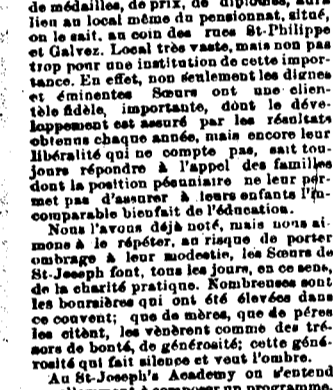 de médailles, de prix, de diplômes, aura
lieu au local même du pensionnat, situé,
on le sait, au coin des rues St-Philippe
et Galvez. Local très vaste, mais non pas
trop pour une institution de cette impor-
tance. En effet, non seulement les dignes
et éminentes Sœurs ont une clien-
tèle fidèle, importante, dont le déve-
loppement est assuré par les résultats
obtenus chaque année, mais encore leur
libéralité qui ne compte pas, sait tou-
jours répondre à l'appel des familles
dont la position pécuniaire ne leur per-
met pas d'assurer à leurs enfants l'in-
comparable bienfait de l'éducation.
Nous l'avons déjà noté, mais nous ai-
mons à le répéter, au risque de porter
ombrage à leur modestie, les Sœurs de
St-Joseph font, tous les jours, en ce sens,
de la charité pratique. Nombreuses sont
les boursières qui ont été élevées dans
ce couvent; que de mères, que de pères
les citent, les vénèrent comme des tré-
sors de bonté, de générosité; cette géné-
rosité qui fait silence et veut l'ombre.
Au St-Joseph's Academy on s'entend
à composer un programme